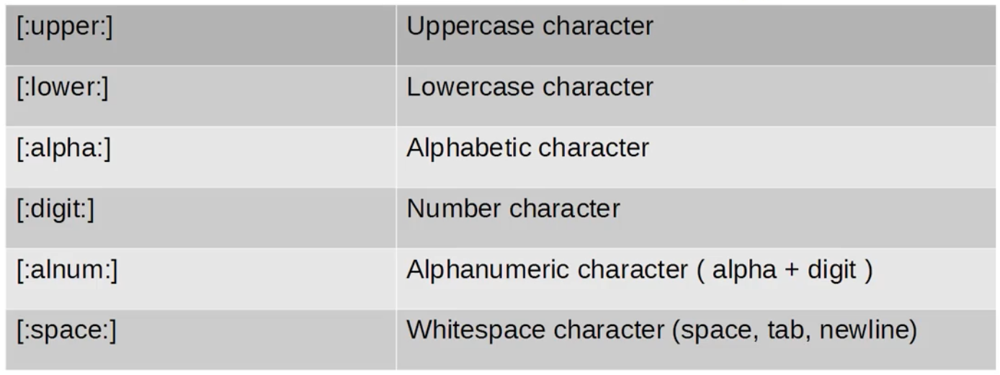 [:upper:] Uppercase character
[:lower:] Lowercase character
[:alpha:] Alphabetic character
[:digit:] Number character
[:alnum:] Alphanumeric character ( alpha + digit )
[:space:] Whitespace character (space, tab, newline)